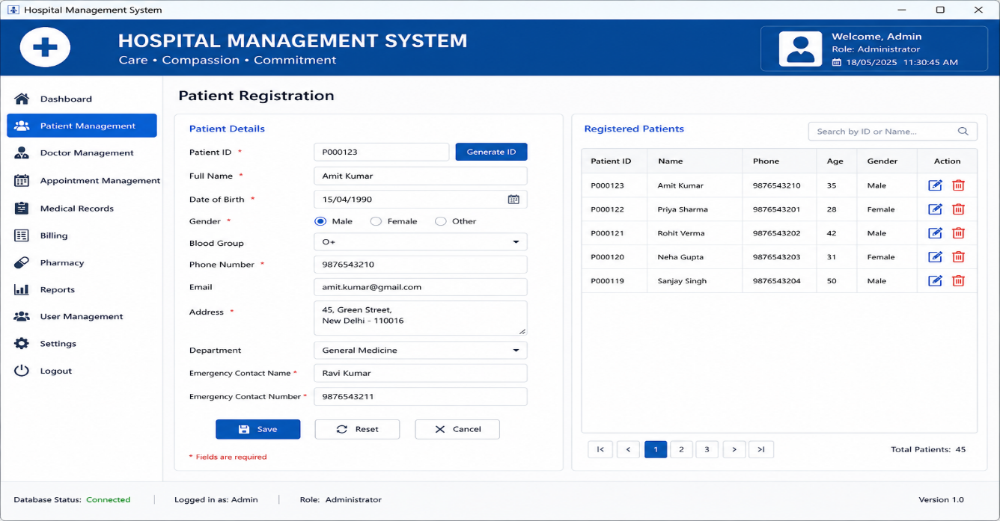 Hospital Management System
HOSPITAL MANAGEMENT SYSTEM
Care • Compassion • Commitment
Welcome, Admin
Role: Administrator
18/05/2025 11:30:45 AM
Dashboard
Patient Management
Doctor Management
Appointment Management
Medical Records
Billing
Pharmacy
Reports
User Management
Settings
Logout
Patient Registration
Patient Details
Patient ID * P000123 Generate ID
Full Name * Amit Kumar
Date of Birth * 15/04/1990
Gender * Male Female Other
Blood Group O+
Phone Number * 9876543210
Email amit.kumar@gmail.com
Address * 45, Green Street,
New Delhi - 110016
Department General Medicine
Emergency Contact Name * Ravi Kumar
Emergency Contact Number * 9876543211
Save Reset Cancel
* Fields are required
Registered Patients Search by ID or Name...
Patient ID Name Phone Age Gender Action
P000123 Amit Kumar 9876543210 35 Male
P000122 Priya Sharma 9876543201 28 Female
P000121 Rohit Verma 9876543202 42 Male
P000120 Neha Gupta 9876543203 31 Female
P000119 Sanjay Singh 9876543204 50 Male
|< < 1 2 3 > >| Total Patients: 45
Database Status: Connected | Logged in as: Admin | Role: Administrator Version 1.0